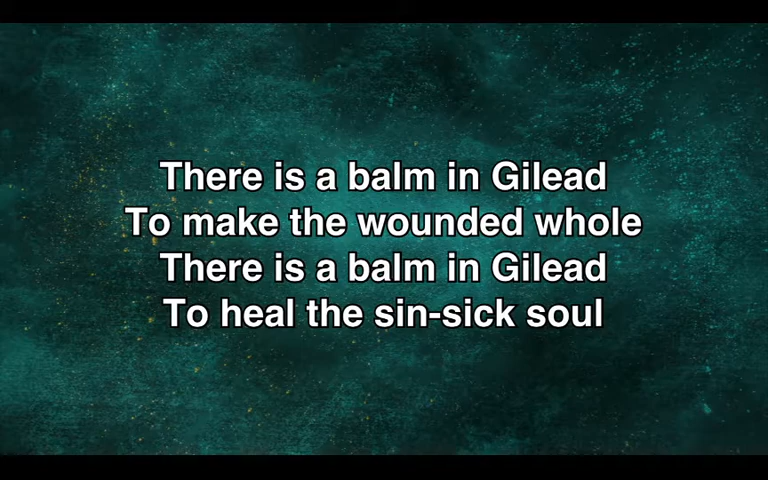 There is a balm in Gilead
To make the wounded whole
There is a balm in Gilead
To heal the sin-sick soul